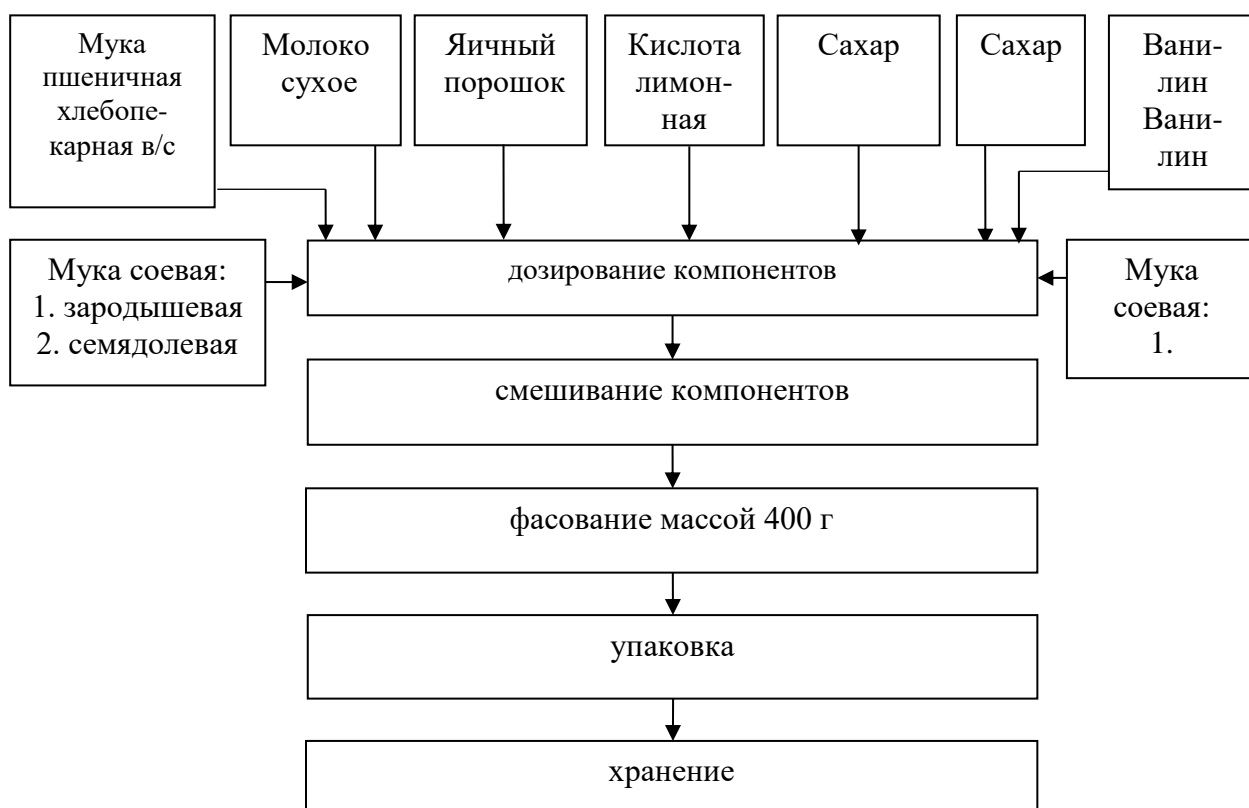 Мука
пшеничная
хлебопе-
карная в/с
Молоко
сухое
Яичный
порошок
Кислота
лимон-
ная
Сахар
Сахар
Вани-
лин
Вани-
лин
Мука соевая:
1. зародышевая
2. семядолевая
дозирование компонентов
Мука
соевая:
1.
смешивание компонентов
фасование массой 400 г
упаковка
хранение